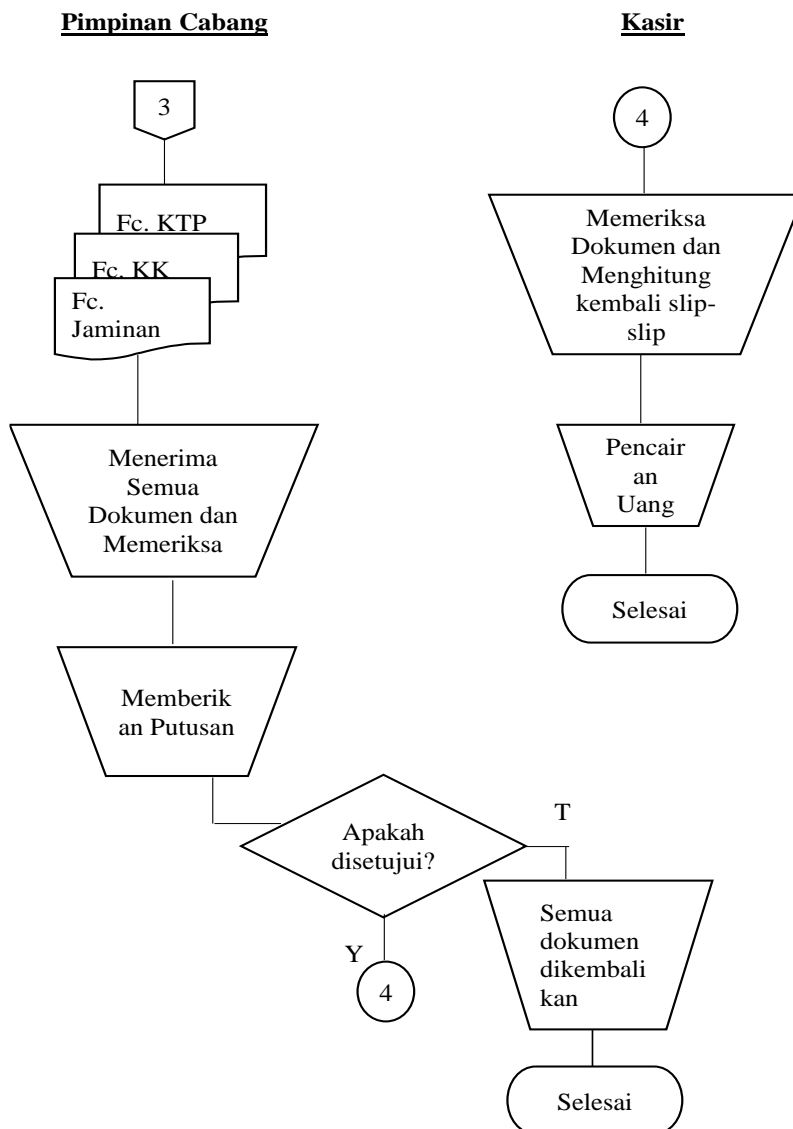 Pimpinan Cabang
Kasir
3
Fc. KTP
Fc. KK
Fc.
Jaminan
Menerima
Semua
Dokumen dan
Memeriksa
Memberik
an Putusan
Apakah
disetujui?
T
Y
4
Semua
dokumen
dikembali
kan
Selesai
4
Memeriksa
Dokumen dan
Menghitung
kembali slip-
slip
Pencair
an
Uang
Selesai